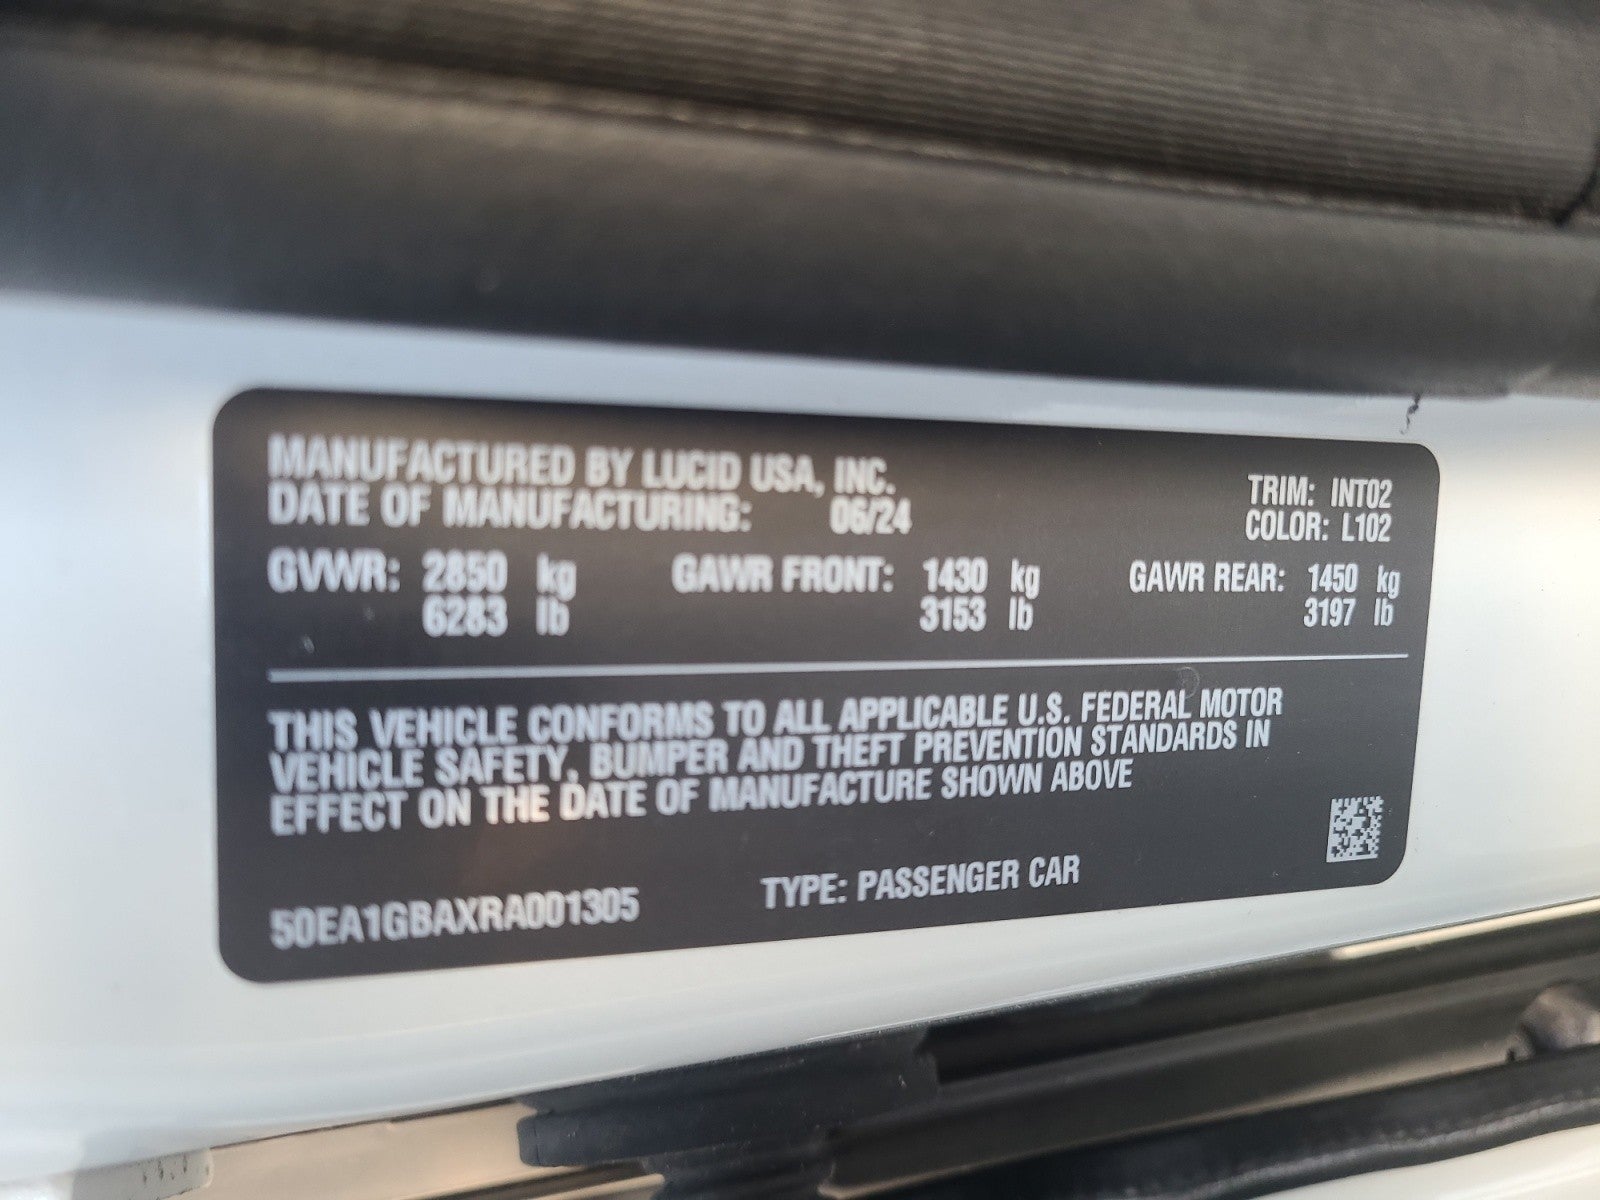 MANUFACTURED BY LUCID USA, INC.
DATE OF MANUFACTURING: 06/24
TRIM: INT02
COLOR: L102
GVWR: 2850 kg
6283 lb
GAWR FRONT: 1430 kg
3153 lb
GAWR REAR: 1450 kg
3197 lb
THIS VEHICLE CONFORMS TO ALL APPLICABLE U.S. FEDERAL MOTOR
VEHICLE SAFETY, BUMPER AND THEFT PREVENTION STANDARDS IN
EFFECT ON THE DATE OF MANUFACTURE SHOWN ABOVE
50EA1GBAXRA001305
TYPE: PASSENGER CAR